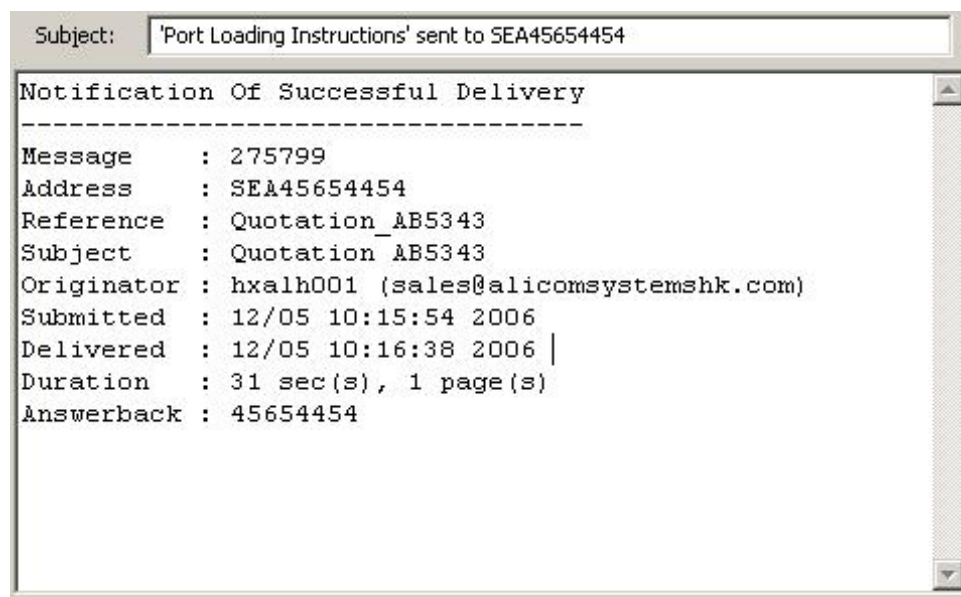 Subject: 'Port Loading Instructions' sent to SEA45654454
Notification Of Successful Delivery
-----------------------------------
Message : 275799
Address : SEA45654454
Reference : Quotation_AB5343
Subject : Quotation AB5343
Originator : hxalh001 (sales@alicomsystemshk.com)
Submitted : 12/05 10:15:54 2006
Delivered : 12/05 10:16:38 2006
Duration : 31 sec(s), 1 page(s)
Answerback : 45654454